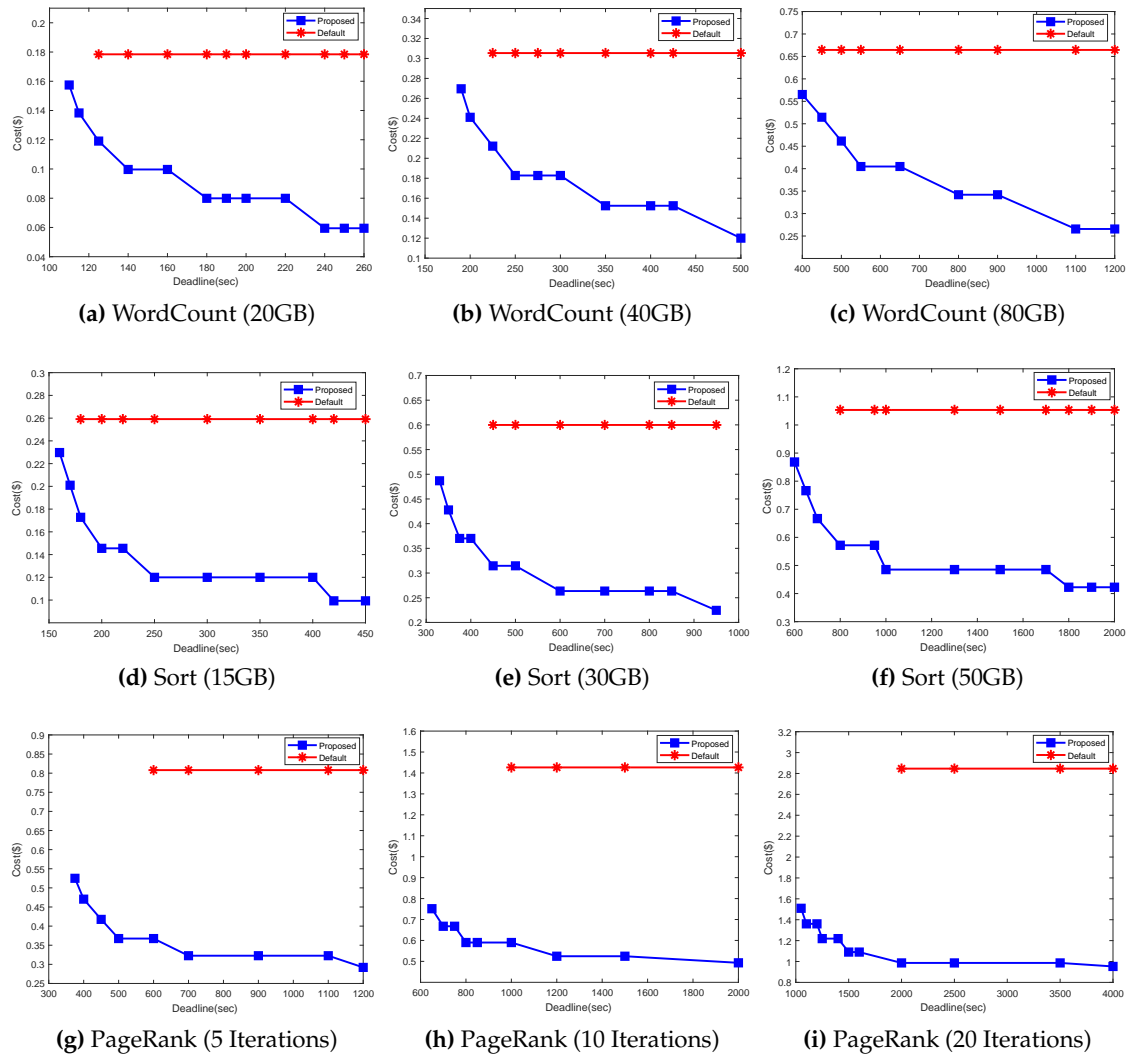 0.2
0.18
0.16
0.14
0.12
0.1
0.08
0.06
0.04
Cost($)
Proposed
Default
100 120 140 160 180 200 220 240 260
Deadline(sec)
(a) WordCount (20GB)
0.34
0.32
0.3
0.28
0.26
0.24
0.22
0.2
0.18
0.16
0.14
0.12
0.1
Cost($)
Proposed
Default
150 200 250 300 350 400 450 500
Deadline(sec)
(b) WordCount (40GB)
0.75
0.7
0.65
0.6
0.55
0.5
0.45
0.4
0.35
0.3
0.25
Cost($)
Proposed
Default
400 500 600 700 800 900 1000 1100 1200
Deadline(sec)
(c) WordCount (80GB)
0.3
0.28
0.26
0.24
0.22
0.2
0.18
0.16
0.14
0.12
0.1
Cost($)
Proposed
Default
150 200 250 300 350 400 450
Deadline(sec)
(d) Sort (15GB)
0.7
0.65
0.6
0.55
0.5
0.45
0.4
0.35
0.3
0.25
0.2
Cost($)
Proposed
Default
300 400 500 600 700 800 900 1000
Deadline(sec)
(e) Sort (30GB)
1.2
1.1
1
0.9
0.8
0.7
0.6
0.5
0.4
0.3
Cost($)
Proposed
Default
600 800 1000 1200 1400 1600 1800 2000
Deadline(sec)
(f) Sort (50GB)
0.9
0.85
0.8
0.75
0.7
0.65
0.6
0.55
0.5
0.45
0.4
0.35
0.3
0.25
Cost($)
Proposed
Default
300 400 500 600 700 800 900 1000 1100 1200
Deadline(sec)
(g) PageRank (5 Iterations)
1.6
1.5
1.4
1.3
1.2
1.1
1
0.9
0.8
0.7
0.6
0.5
Cost($)
Proposed
Default
600 800 1000 1200 1400 1600 1800 2000
Deadline(sec)
(h) PageRank (10 Iterations)
3.2
3
2.8
2.6
2.4
2.2
2
1.8
1.6
1.4
1.2
1
0.8
Cost($)
Proposed
Default
1000 1500 2000 2500 3000 3500 4000
Deadline(sec)
(i) PageRank (20 Iterations)